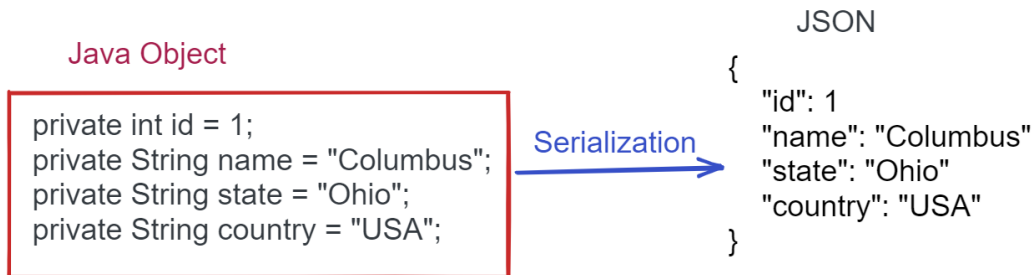 Java Object
private int id = 1;
private String name = "Columbus";
private String state = "Ohio";
private String country = "USA";
Serialization
JSON
{
"id": 1
"name": "Columbus"
"state": "Ohio"
"country": "USA"
}